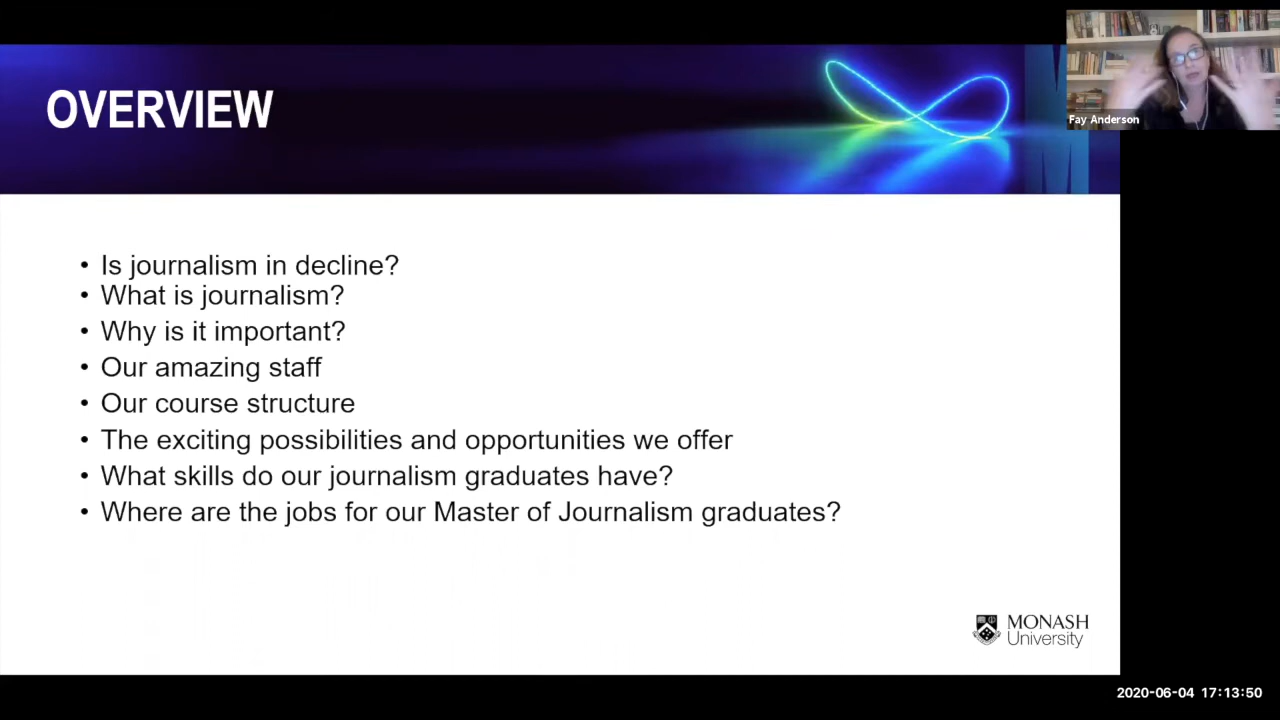 OVERVIEW
Fay Anderson
• Is journalism in decline?
• What is journalism?
• Why is it important?
• Our amazing staff
• Our course structure
• The exciting possibilities and opportunities we offer
• What skills do our journalism graduates have?
• Where are the jobs for our Master of Journalism graduates?
MONASH
University
2020-06-04 17:13:50